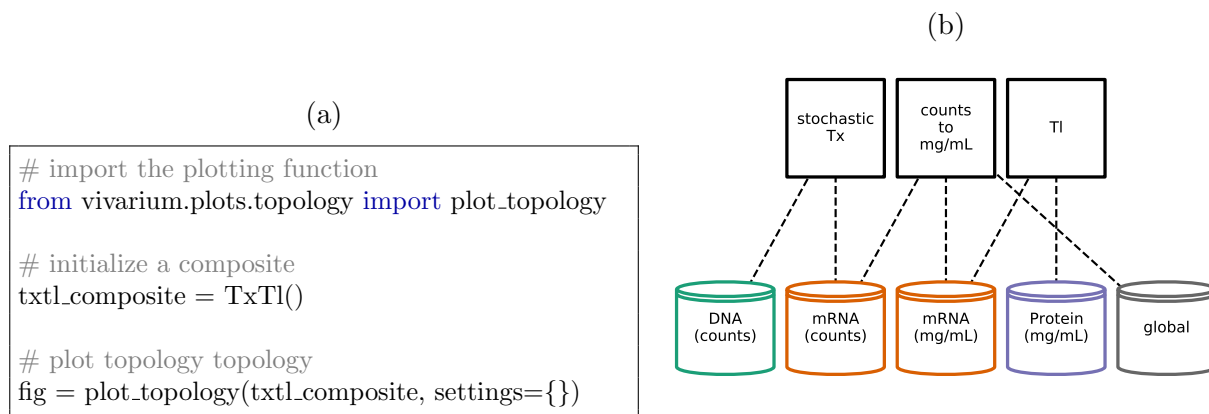 (a)
# import the plotting function
from vivarium.plots.topology import plot_topology
# initialize a composite
txtl_composite = TxTl()
# plot topology topology
fig = plot_topology(txtl_composite, settings={})
(b)
stochastic
Tx
counts
to
mg/mL
Tl
DNA
(counts)
mRNA
(counts)
mRNA
(mg/mL)
Protein
(mg/mL)
global